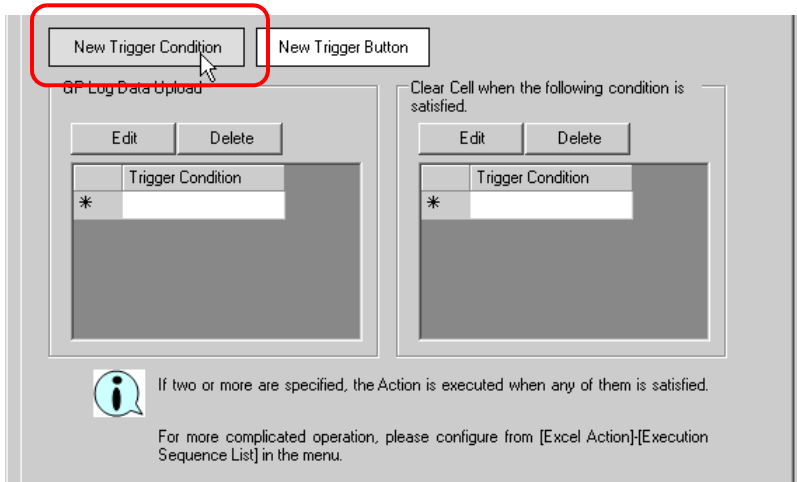 New Trigger Condition New Trigger Button
GP Log Data Upload
Clear Cell when the following condition is
satisfied.
Edit Delete
Edit Delete
Trigger Condition
Trigger Condition
If two or more are specified, the Action is executed when any of them is satisfied.
For more complicated operation, please configure from [Excel Action]-[Execution
Sequence List] in the menu.